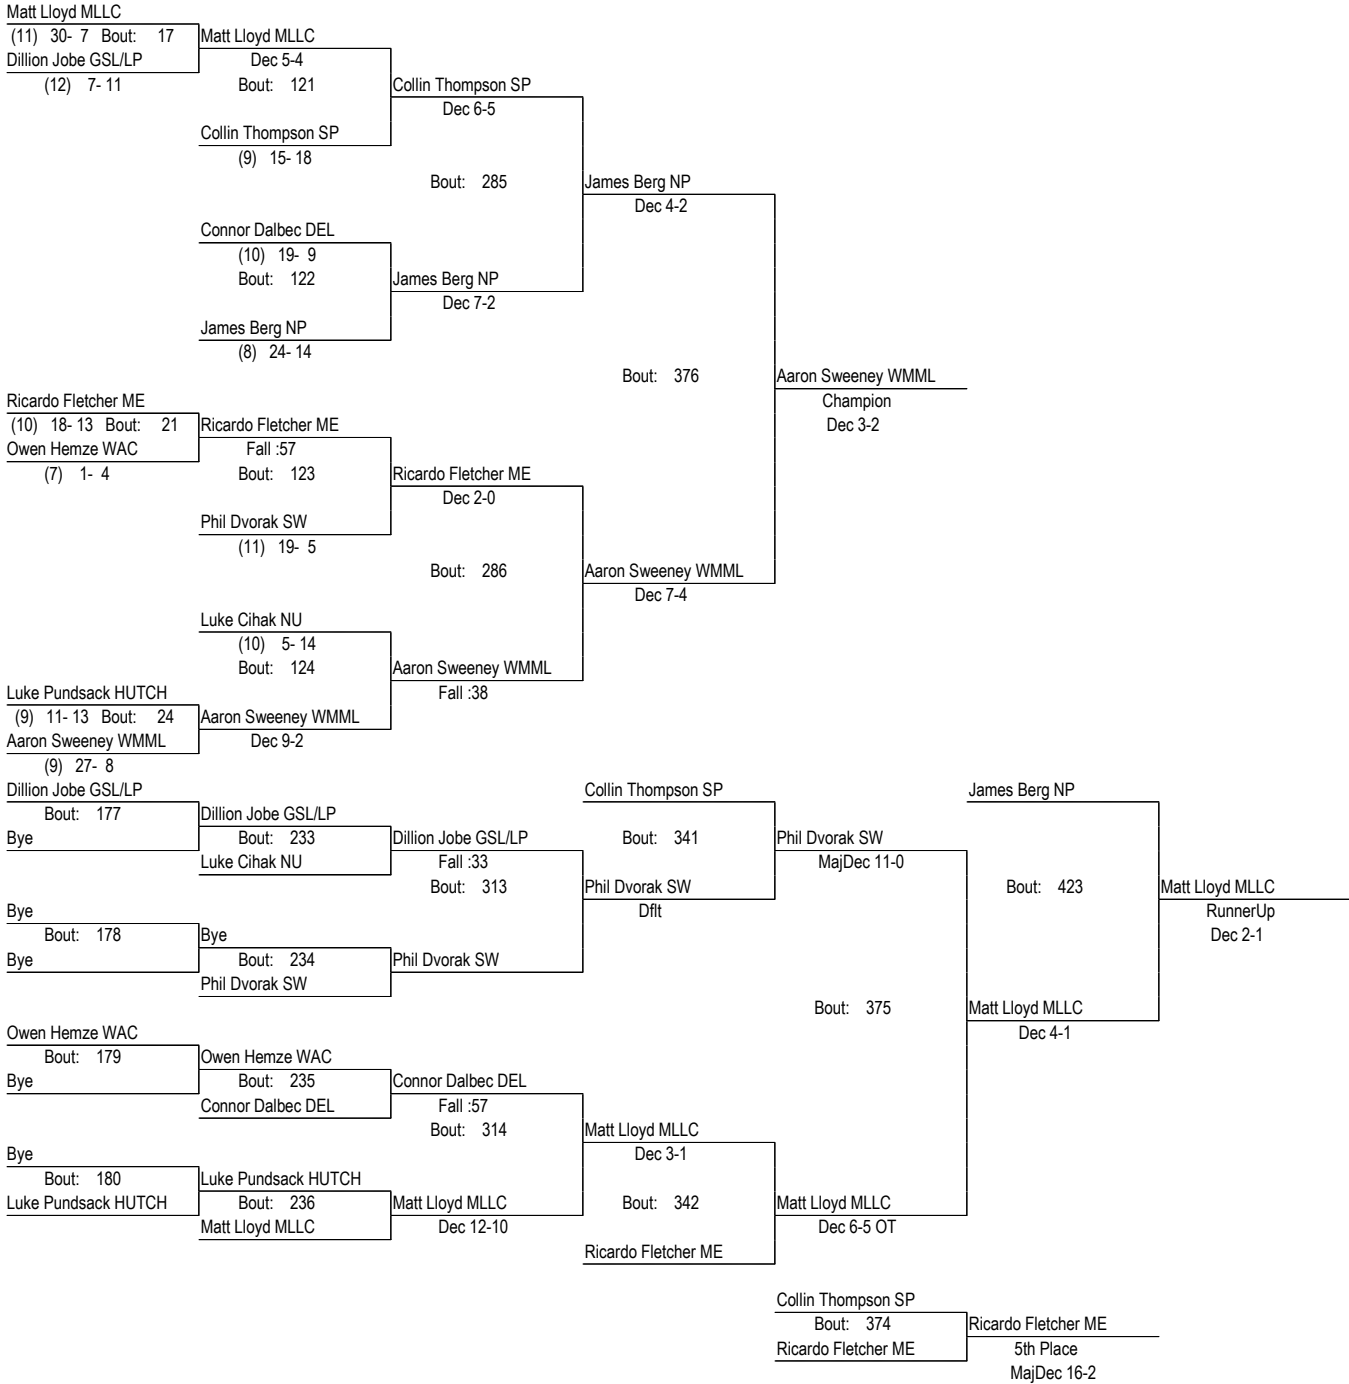 Matt Lloyd MLLC
(11) 30- 7 Bout: 17 Matt Lloyd MLLC
Dillion Jobe GSL/LP Dec 5-4
(12) 7- 11 Bout: 121 Collin Thompson SP
Dec 6-5
Collin Thompson SP
(9) 15- 18
Bout: 285 James Berg NP
Dec 4-2
Connor Dalbec DEL
(10) 19- 9
Bout: 122 James Berg NP
Dec 7-2
James Berg NP
(8) 24- 14
Bout: 376 Aaron Sweeney WMML
Ricardo Fletcher ME Champion
(10) 18- 13 Bout: 21 Ricardo Fletcher ME Dec 3-2
Owen Hemze WAC Fall :57
(7) 1- 4 Bout: 123 Ricardo Fletcher ME
Dec 2-0
Phil Dvorak SW
(11) 19- 5
Bout: 286 Aaron Sweeney WMML
Dec 7-4
Luke Cihak NU
(10) 5- 14
Bout: 124 Aaron Sweeney WMML
Luke Pundsack HUTCH Fall :38
(9) 11- 13 Bout: 24 Aaron Sweeney WMML
Aaron Sweeney WMML Dec 9-2
(9) 27- 8
Dillion Jobe GSL/LP Collin Thompson SP James Berg NP
Bout: 177 Dillion Jobe GSL/LP
Bye Bout: 233 Dillion Jobe GSL/LP Bout: 341 Phil Dvorak SW
Luke Cihak NU Fall :33 MajDec 11-0
Bout: 313 Phil Dvorak SW Bout: 423 Matt Lloyd MLLC
Bye Dflt RunnerUp
Bout: 178 Bye Dec 2-1
Bye Bout: 234 Phil Dvorak SW
Phil Dvorak SW
Bout: 375 Matt Lloyd MLLC
Owen Hemze WAC Dec 4-1
Bout: 179 Owen Hemze WAC
Bye Bout: 235 Connor Dalbec DEL
Connor Dalbec DEL Fall :57
Bout: 314 Matt Lloyd MLLC
Bye Dec 3-1
Bout: 180 Luke Pundsack HUTCH
Luke Pundsack HUTCH Bout: 236 Matt Lloyd MLLC Bout: 342 Matt Lloyd MLLC
Matt Lloyd MLLC Dec 12-10 Dec 6-5 OT
Ricardo Fletcher ME
Collin Thompson SP
Bout: 374 Ricardo Fletcher ME
Ricardo Fletcher ME 5th Place
MajDec 16-2